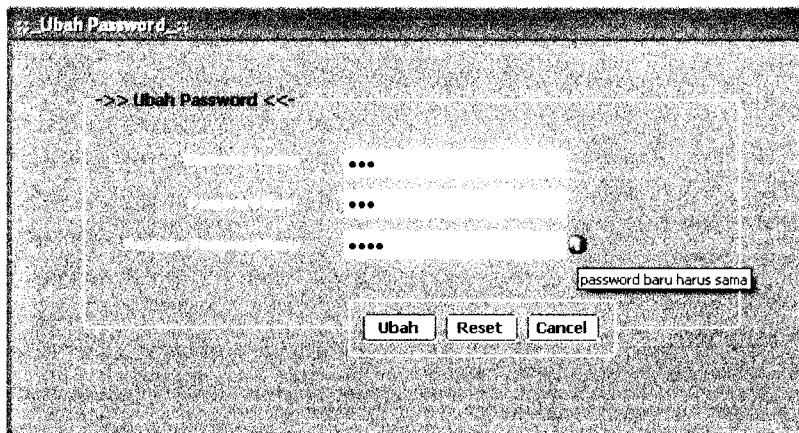 ::_Ubah Password_::
->> Ubah Password <<-
•••
•••
••••
password baru harus sama
Ubah Reset Cancel